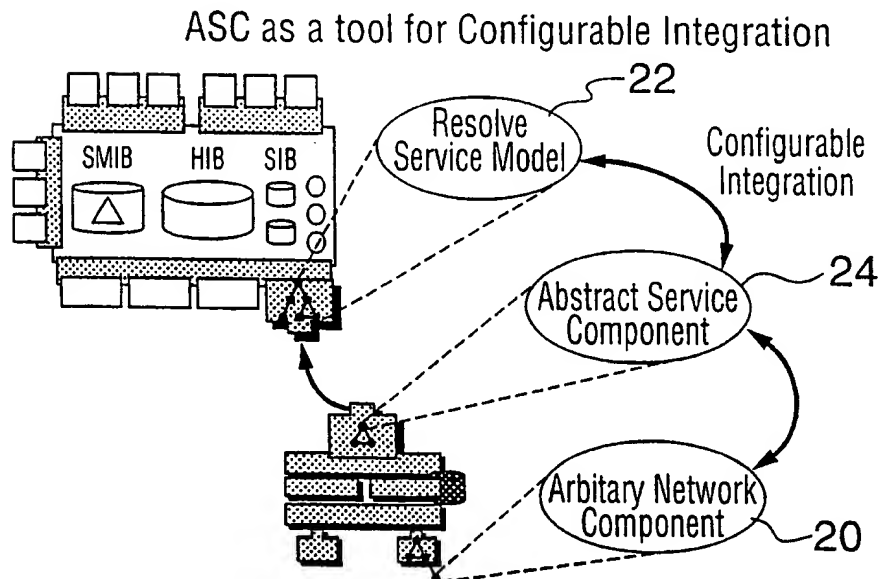 ASC as a tool for Configurable Integration
22
Resolve
Service Model
SMIB HIB SIB
Configurable
Integration
24
Abstract Service
Component
Arbitary Network
Component
20